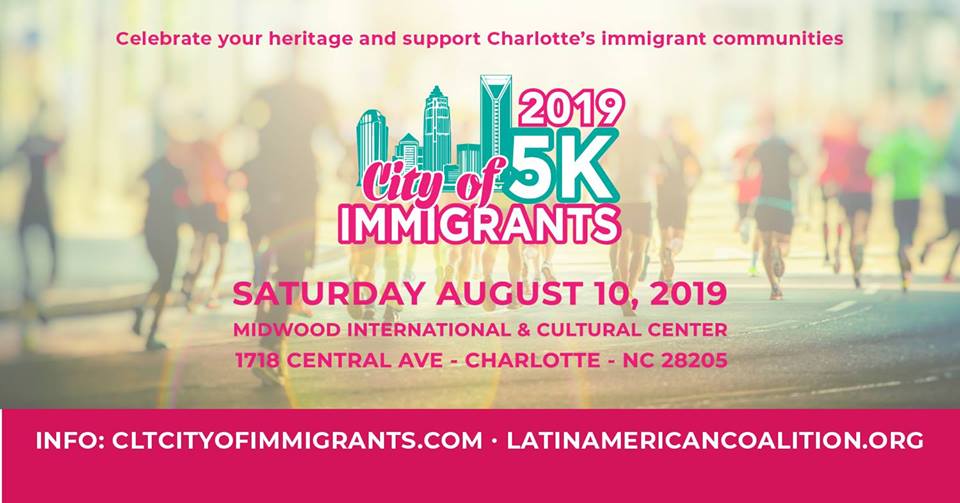 Celebrate your heritage and support Charlotte's immigrant communities
2019
5K
City of
IMMIGRANTS
SATURDAY AUGUST 10, 2019
MIDWOOD INTERNATIONAL & CULTURAL CENTER
1718 CENTRAL AVE - CHARLOTTE - NC 28205
INFO: CLTCITYOFIMMIGRANTS.COM · LATINAMERICANCOALITION.ORG